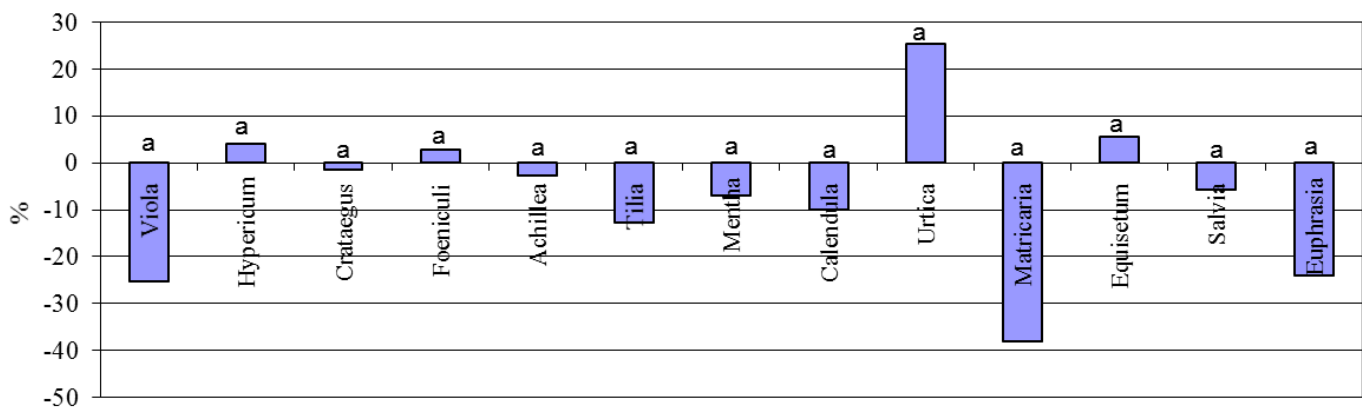 30
20
10
0
-10
-20
-30
-40
-50
%
a
a
a
a
a
a
a
a
a
a
a
a
a
Viola
Hypericum
Crataegus
Foeniculi
Achillea
Tilia
Mentha
Calendula
Urtica
Matricaria
Equisetum
Salvia
Euphrasia